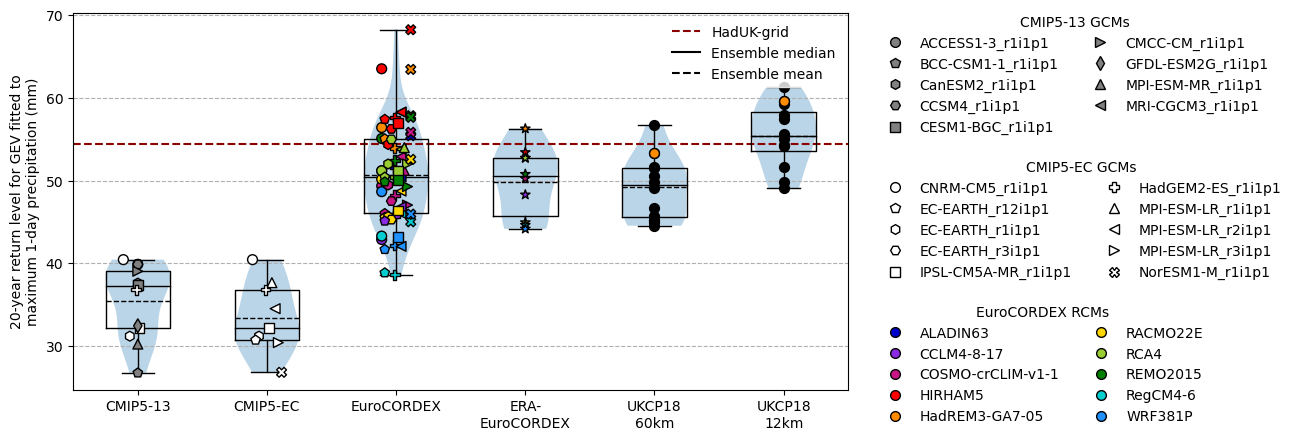 20-year return level for GEV fitted to
maximum 1-day precipitation (mm)
70
60
50
40
30
CMIP5-13
CMIP5-EC
EuroCORDEX
ERA-
EuroCORDEX
UKCP18
60km
UKCP18
12km
HadUK-grid
Ensemble median
Ensemble mean
CMIP5-13 GCMs
ACCESS1-3_r1i1p1
BCC-CSM1-1_r1i1p1
CanESM2_r1i1p1
CCSM4_r1i1p1
CESM1-BGC_r1i1p1
CMCC-CM_r1i1p1
GFDL-ESM2G_r1i1p1
MPI-ESM-MR_r1i1p1
MRI-CGCM3_r1i1p1
CMIP5-EC GCMs
CNRM-CM5_r1i1p1
EC-EARTH_r12i1p1
EC-EARTH_r1i1p1
EC-EARTH_r3i1p1
IPSL-CM5A-MR_r1i1p1
HadGEM2-ES_r1i1p1
MPI-ESM-LR_r1i1p1
MPI-ESM-LR_r2i1p1
MPI-ESM-LR_r3i1p1
NorESM1-M_r1i1p1
EuroCORDEX RCMs
ALADIN63
CCLM4-8-17
COSMO-crCLIM-v1-1
HIRHAM5
HadREM3-GA7-05
RACMO22E
RCA4
REMO2015
RegCM4-6
WRF381P